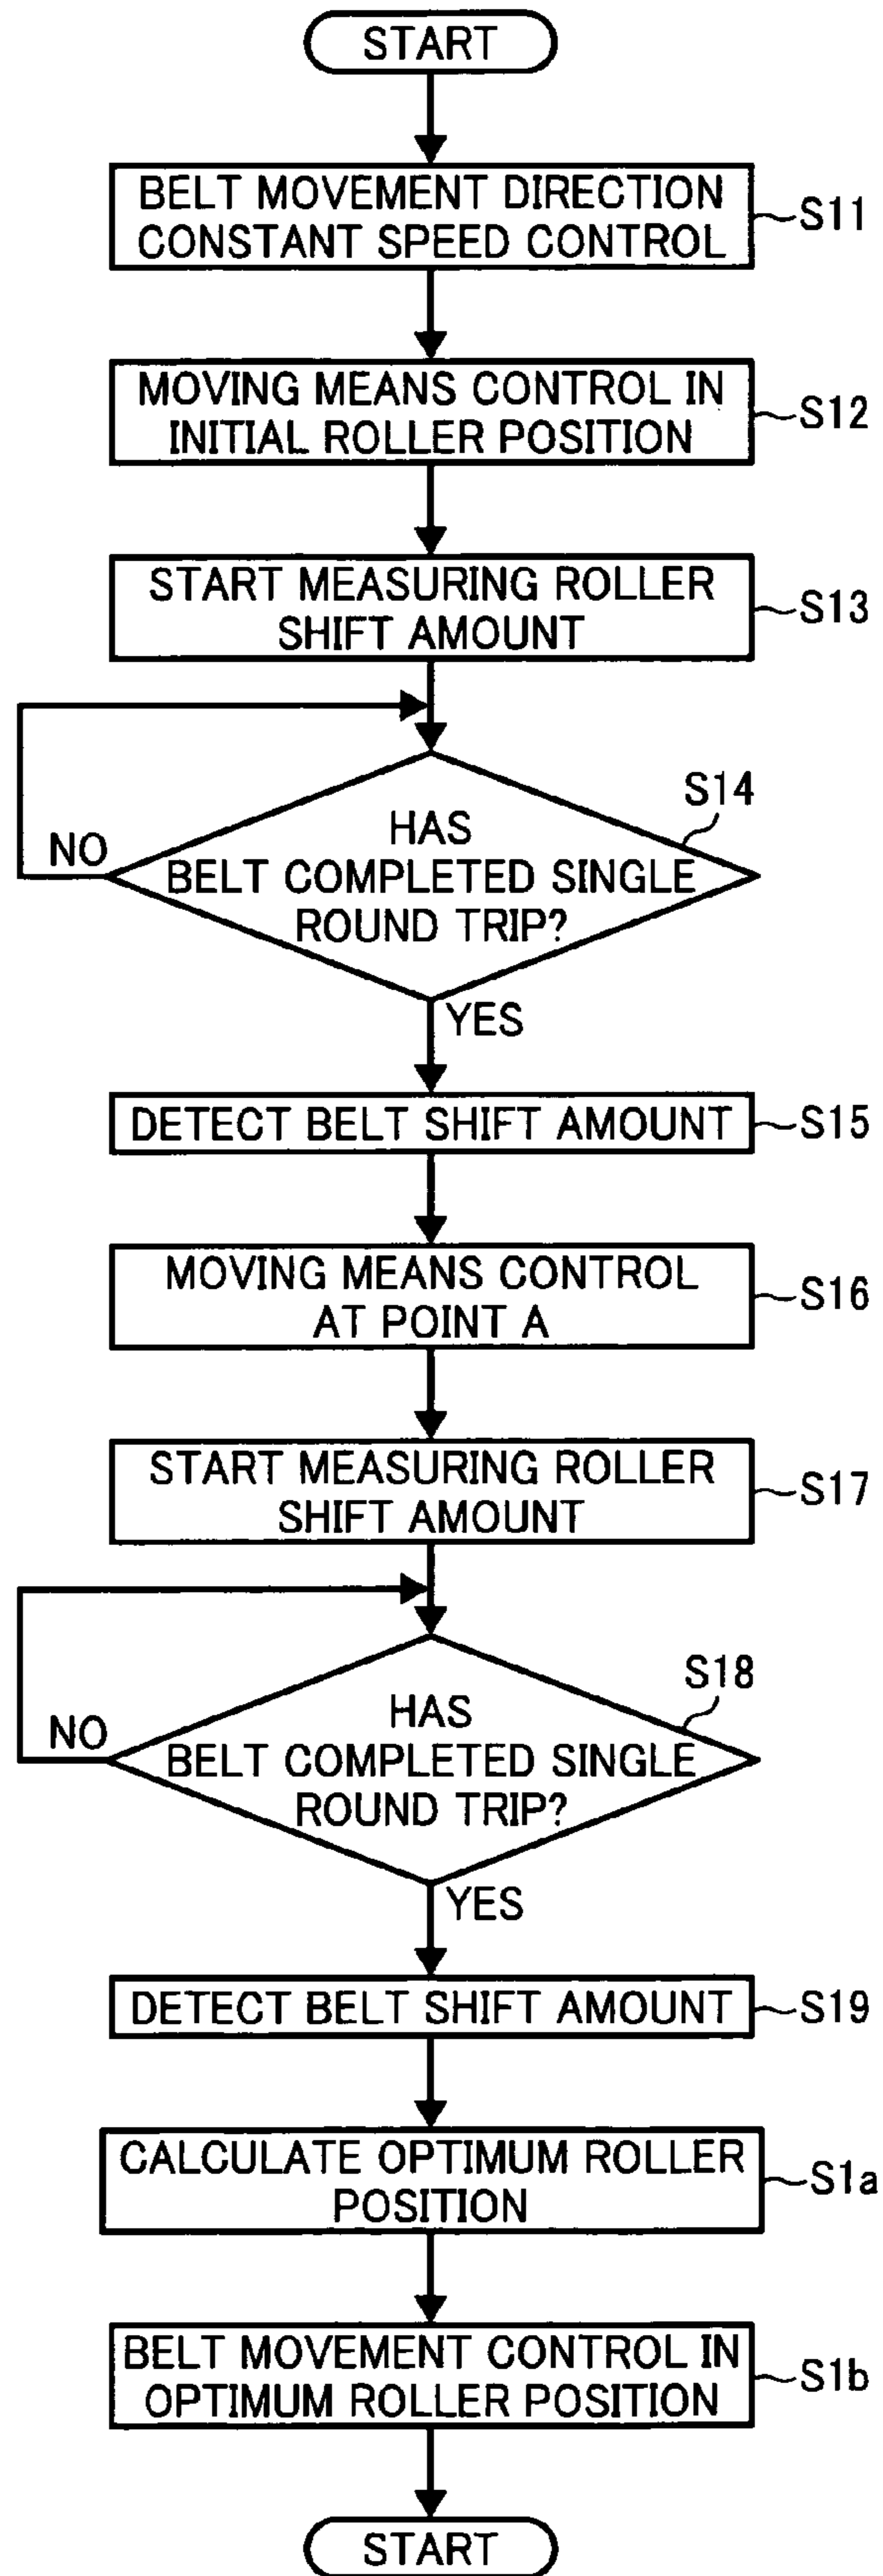 START
BELT MOVEMENT DIRECTION
CONSTANT SPEED CONTROL
S11
MOVING MEANS CONTROL IN
INITIAL ROLLER POSITION
S12
START MEASURING ROLLER
SHIFT AMOUNT
S13
S14
HAS
BELT COMPLETED SINGLE
ROUND TRIP?
NO
YES
DETECT BELT SHIFT AMOUNT
S15
MOVING MEANS CONTROL
AT POINT A
S16
START MEASURING ROLLER
SHIFT AMOUNT
S17
S18
HAS
BELT COMPLETED SINGLE
ROUND TRIP?
NO
YES
DETECT BELT SHIFT AMOUNT
S19
CALCULATE OPTIMUM ROLLER
POSITION
S1a
BELT MOVEMENT CONTROL IN
OPTIMUM ROLLER POSITION
S1b
START